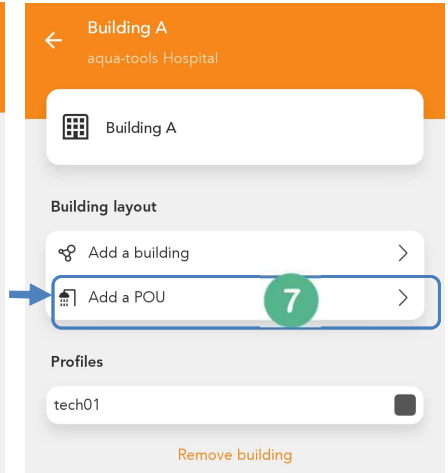 Building A
aqua-tools Hospital
Building A
Building layout
Add a building
Add a POU
7
Profiles
tech01
Remove building